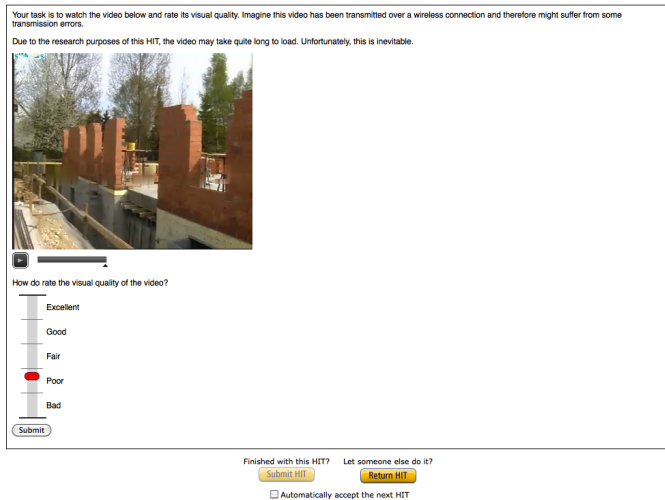 Your task is to watch the video below and rate its visual quality. Imagine this video has been transmitted over a wireless connection and therefore might suffer from some
transmission errors.
Due to the research purposes of this HIT, the video may take quite long to load. Unfortunately, this is inevitable.
How do rate the visual quality of the video?
Excellent
Good
Fair
Poor
Bad
Submit
Finished with this HIT? Let someone else do it?
Submit HIT Return HIT
Automatically accept the next HIT